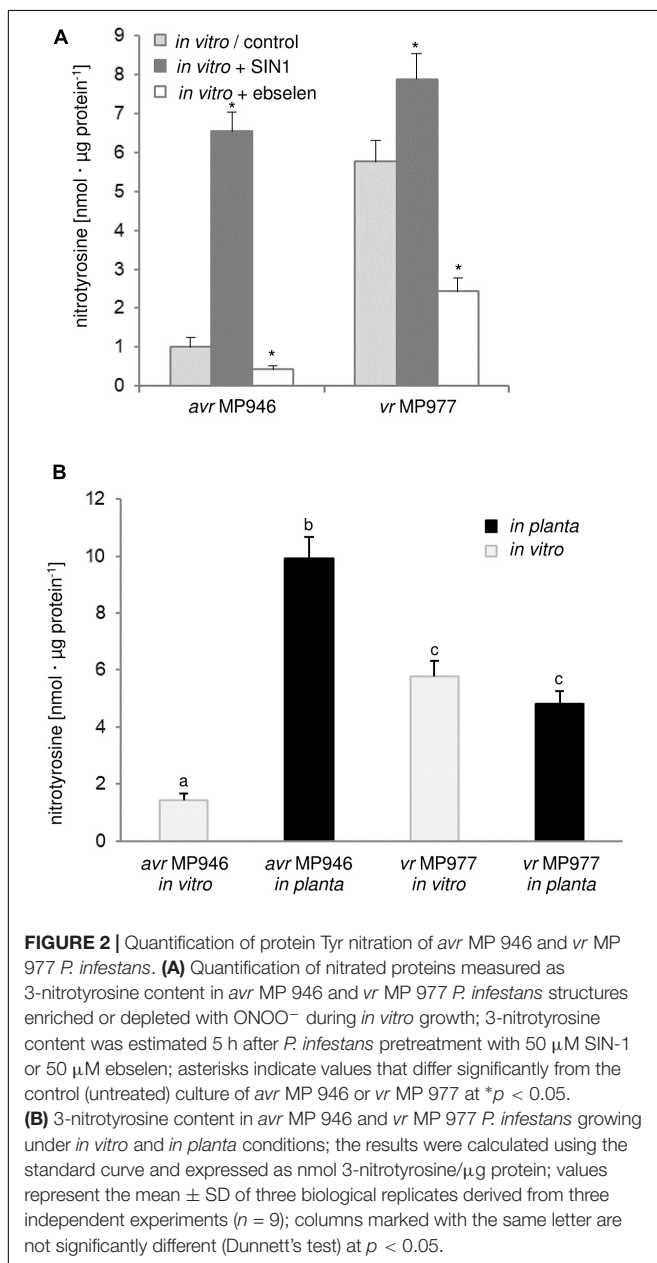 A
nitrotyrosine [nmol · µg protein-1]
9
8
7
6
5
4
3
2
1
0
in vitro / control
in vitro + SIN1
in vitro + ebselen
*
*
*
*
avr MP946
vr MP977
B
nitrotyrosine [nmol · µg protein-1]
12
10
8
6
4
2
0
in planta
in vitro
a
b
c
c
avr MP946
in vitro
avr MP946
in planta
vr MP977
in vitro
vr MP977
in planta
FIGURE 2 | Quantification of protein Tyr nitration of avr MP 946 and vr MP
977 P. infestans. (A) Quantification of nitrated proteins measured as
3-nitrotyrosine content in avr MP 946 and vr MP 977 P. infestans structures
enriched or depleted with ONOO− during in vitro growth; 3-nitrotyrosine
content was estimated 5 h after P. infestans pretreatment with 50 µM SIN-1
or 50 µM ebselen; asterisks indicate values that differ significantly from the
control (untreated) culture of avr MP 946 or vr MP 977 at *p < 0.05.
(B) 3-nitrotyrosine content in avr MP 946 and vr MP 977 P. infestans growing
under in vitro and in planta conditions; the results were calculated using the
standard curve and expressed as nmol 3-nitrotyrosine/µg protein; values
represent the mean ± SD of three biological replicates derived from three
independent experiments (n = 9); columns marked with the same letter are
not significantly different (Dunnett's test) at p < 0.05.